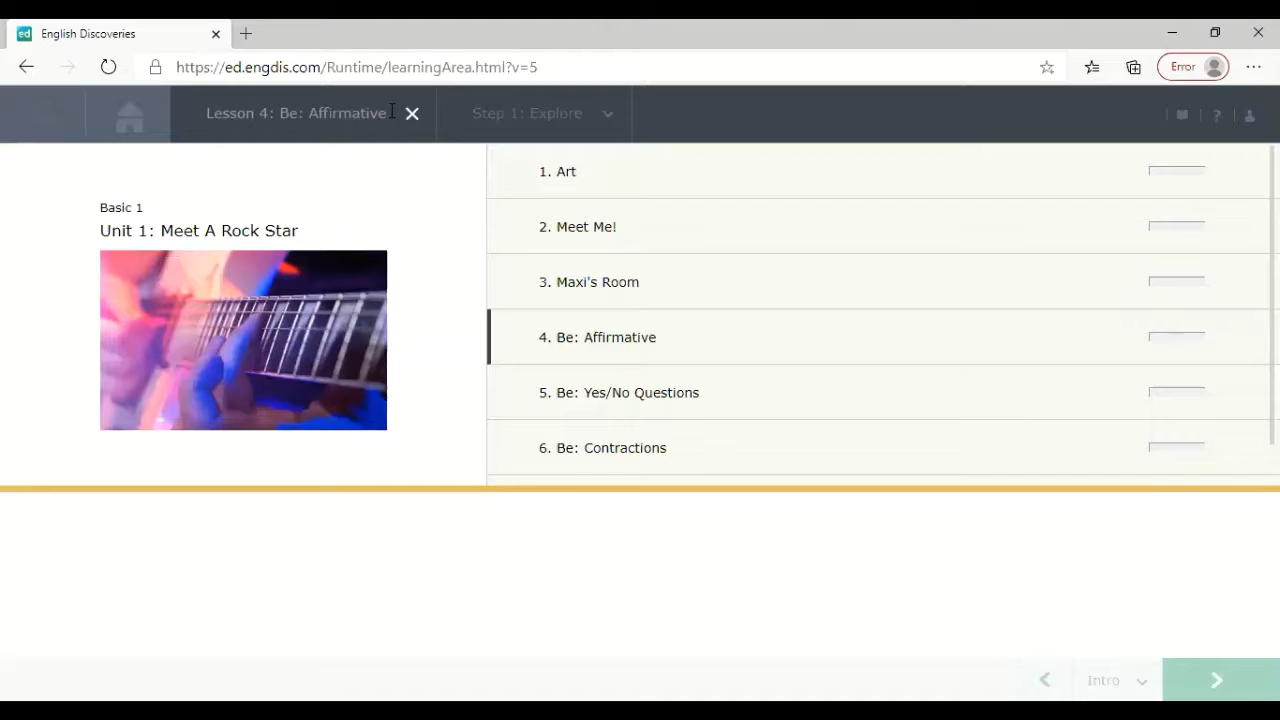 ed English Discoveries
https://ed.engdis.com/Runtime/learningArea.html?v=5
Error
Lesson 4: Be: Affirmative
Step 1: Explore
?
Basic 1
Unit 1: Meet A Rock Star
1. Art
2. Meet Me!
3. Maxi's Room
4. Be: Affirmative
5. Be: Yes/No Questions
6. Be: Contractions
Intro